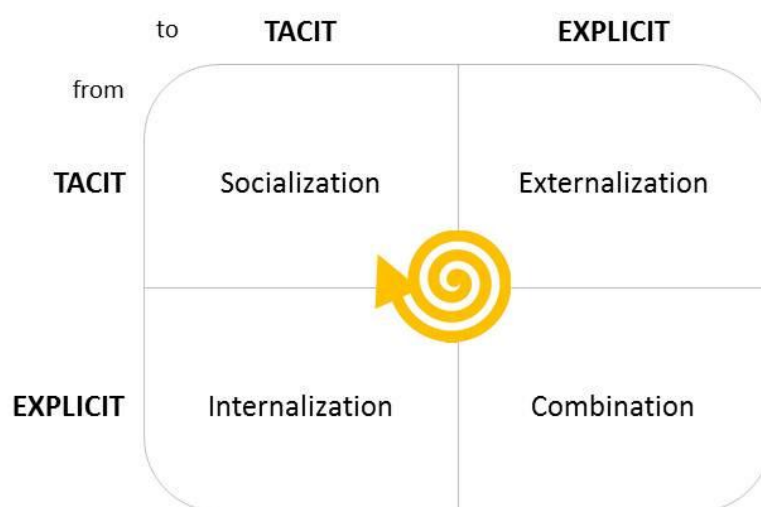 to TACIT EXPLICIT
from
TACIT Socialization Externalization
EXPLICIT Internalization Combination